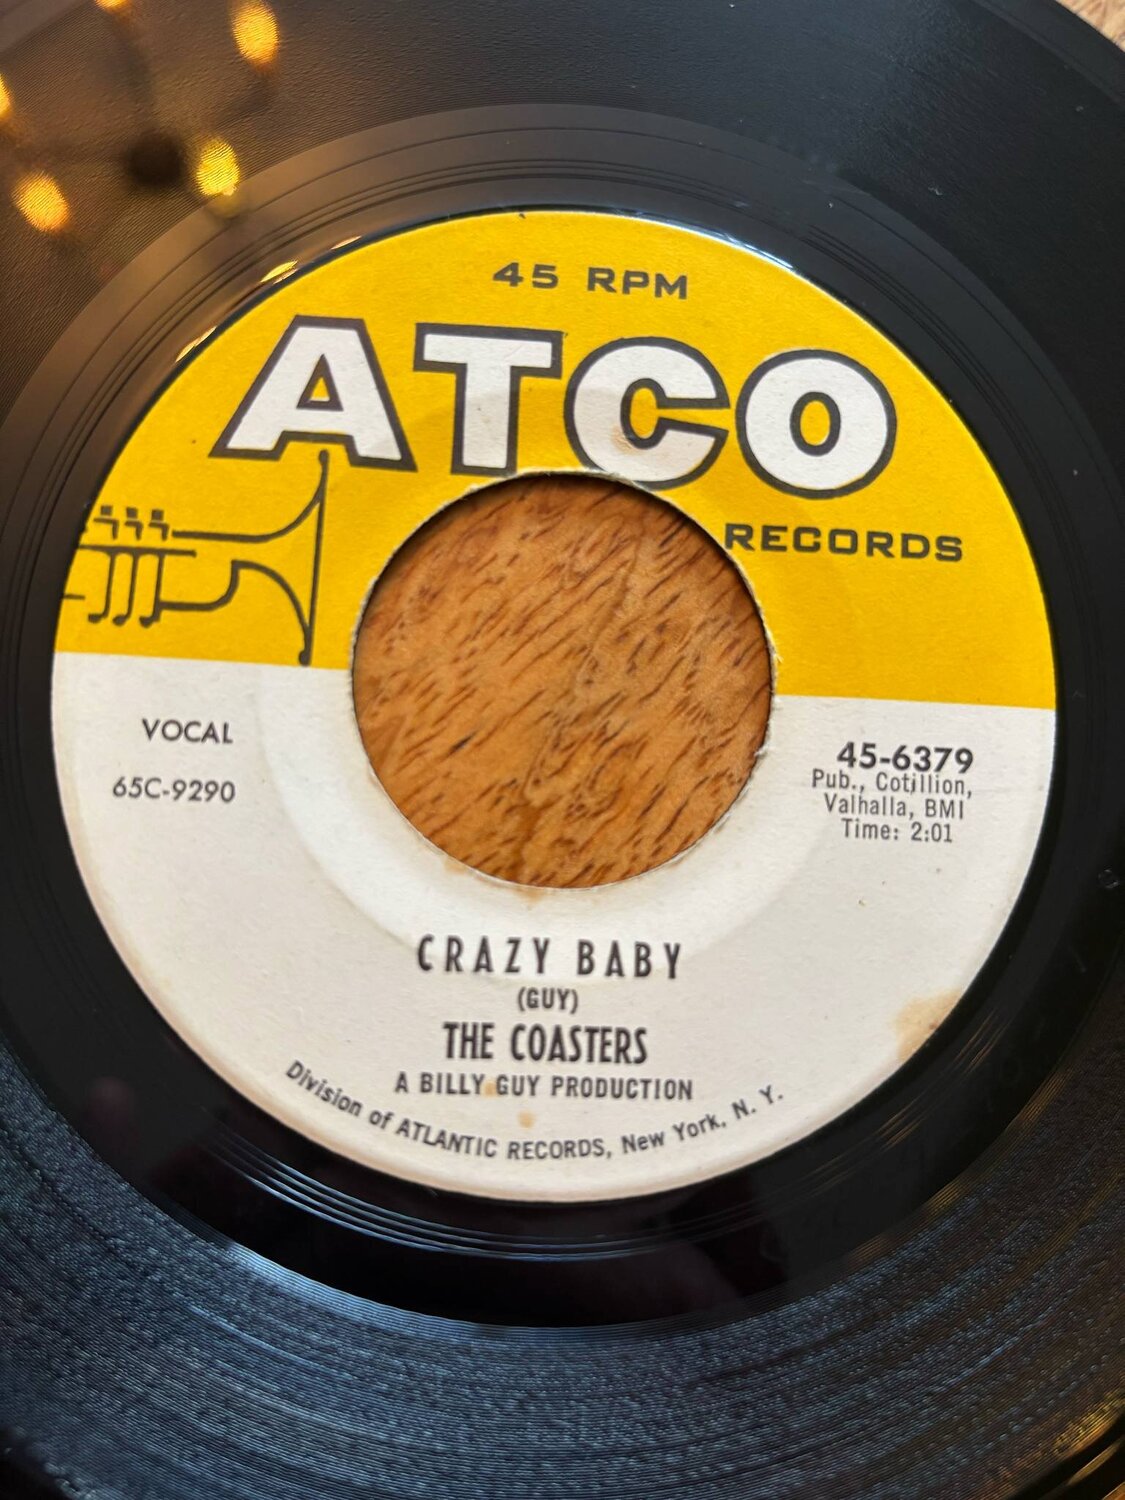 45 RPM
ATCO
RECORDS
VOCAL
65C-9290
45-6379
Pub., Cotillion,
Valhalla, BMI
Time: 2:01
CRAZY BABY
(GUY)
THE COASTERS
A BILLY GUY PRODUCTION
Division of ATLANTIC RECORDS, New York, N. Y.